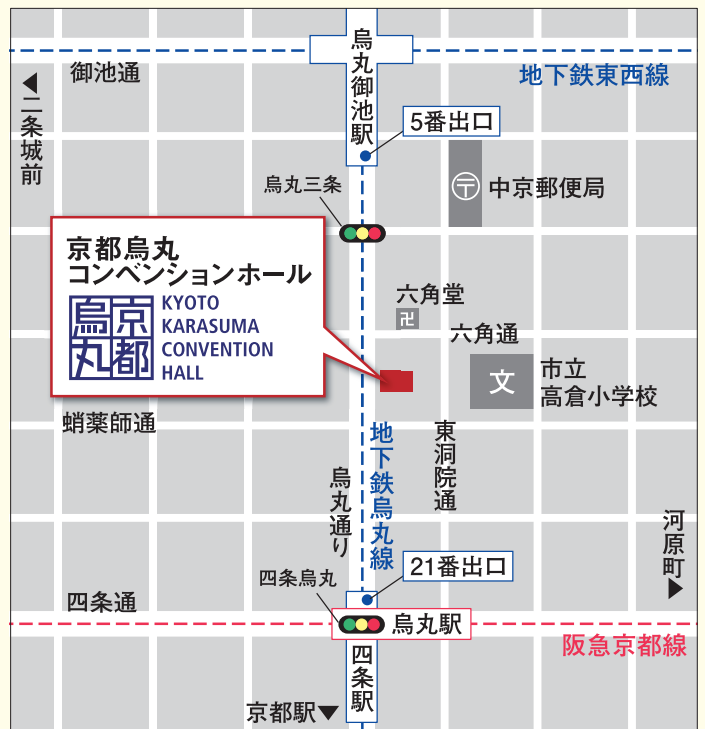 烏丸御池駅
御池通
地下鉄東西線
◀二条城前
5番出口
烏丸三条
〒
中京郵便局
京都烏丸
コンベンションホール
京都烏丸
KYOTO
KARASUMA
CONVENTION
HALL
六角堂
卍
六角通
文
市立
高倉小学校
蛸薬師通
地下鉄烏丸線
東洞院通
烏丸通り
河原町▶
21番出口
四条烏丸
四条通
烏丸駅
阪急京都線
四条駅
京都駅▼